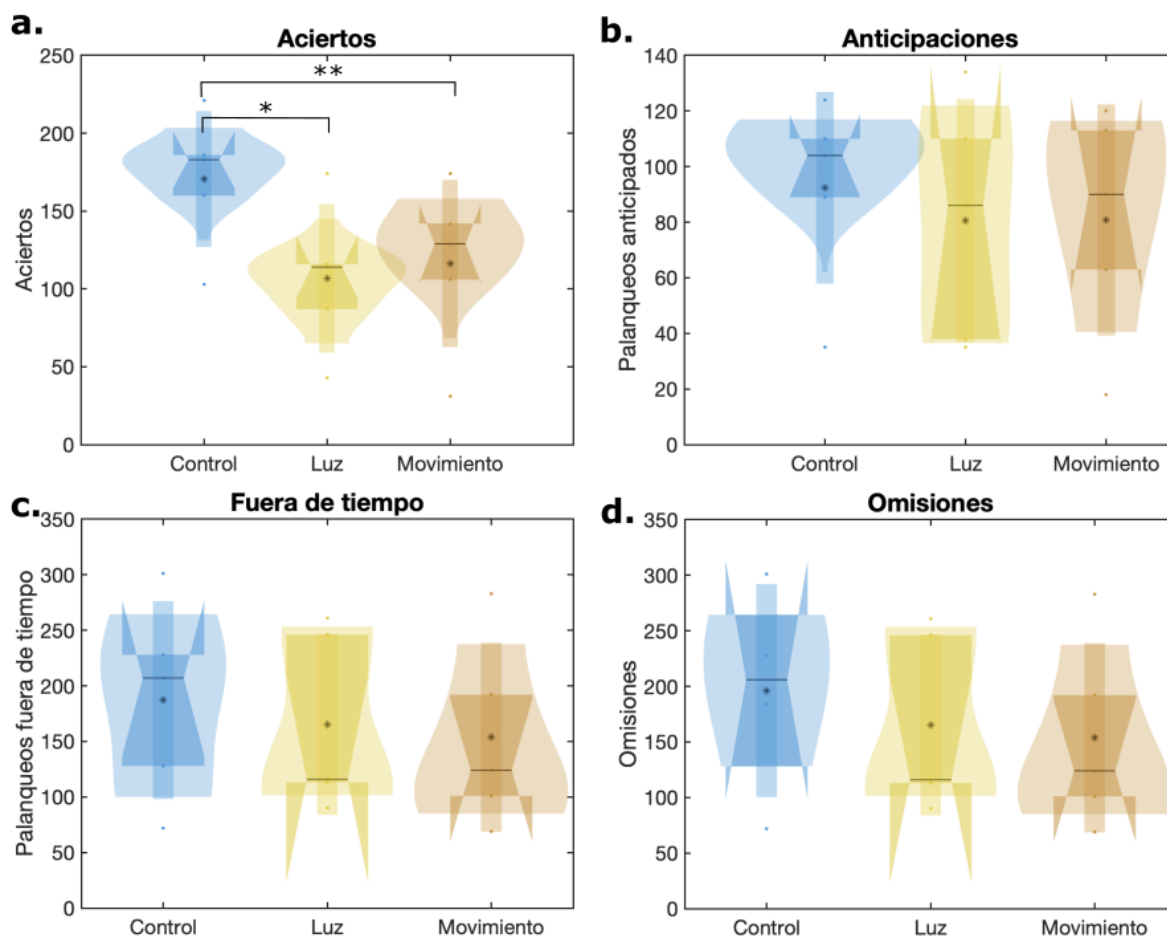 a.
Aciertos
250
200
150
100
50
0
Aciertos
**
*
Control Luz Movimiento
b.
Anticipaciones
140
120
100
80
60
40
20
0
Palanqueos anticipados
Control Luz Movimiento
c.
Fuera de tiempo
350
300
250
200
150
100
50
0
Palanqueos fuera de tiempo
Control Luz Movimiento
d.
Omisiones
350
300
250
200
150
100
50
0
Omisiones
Control Luz Movimiento